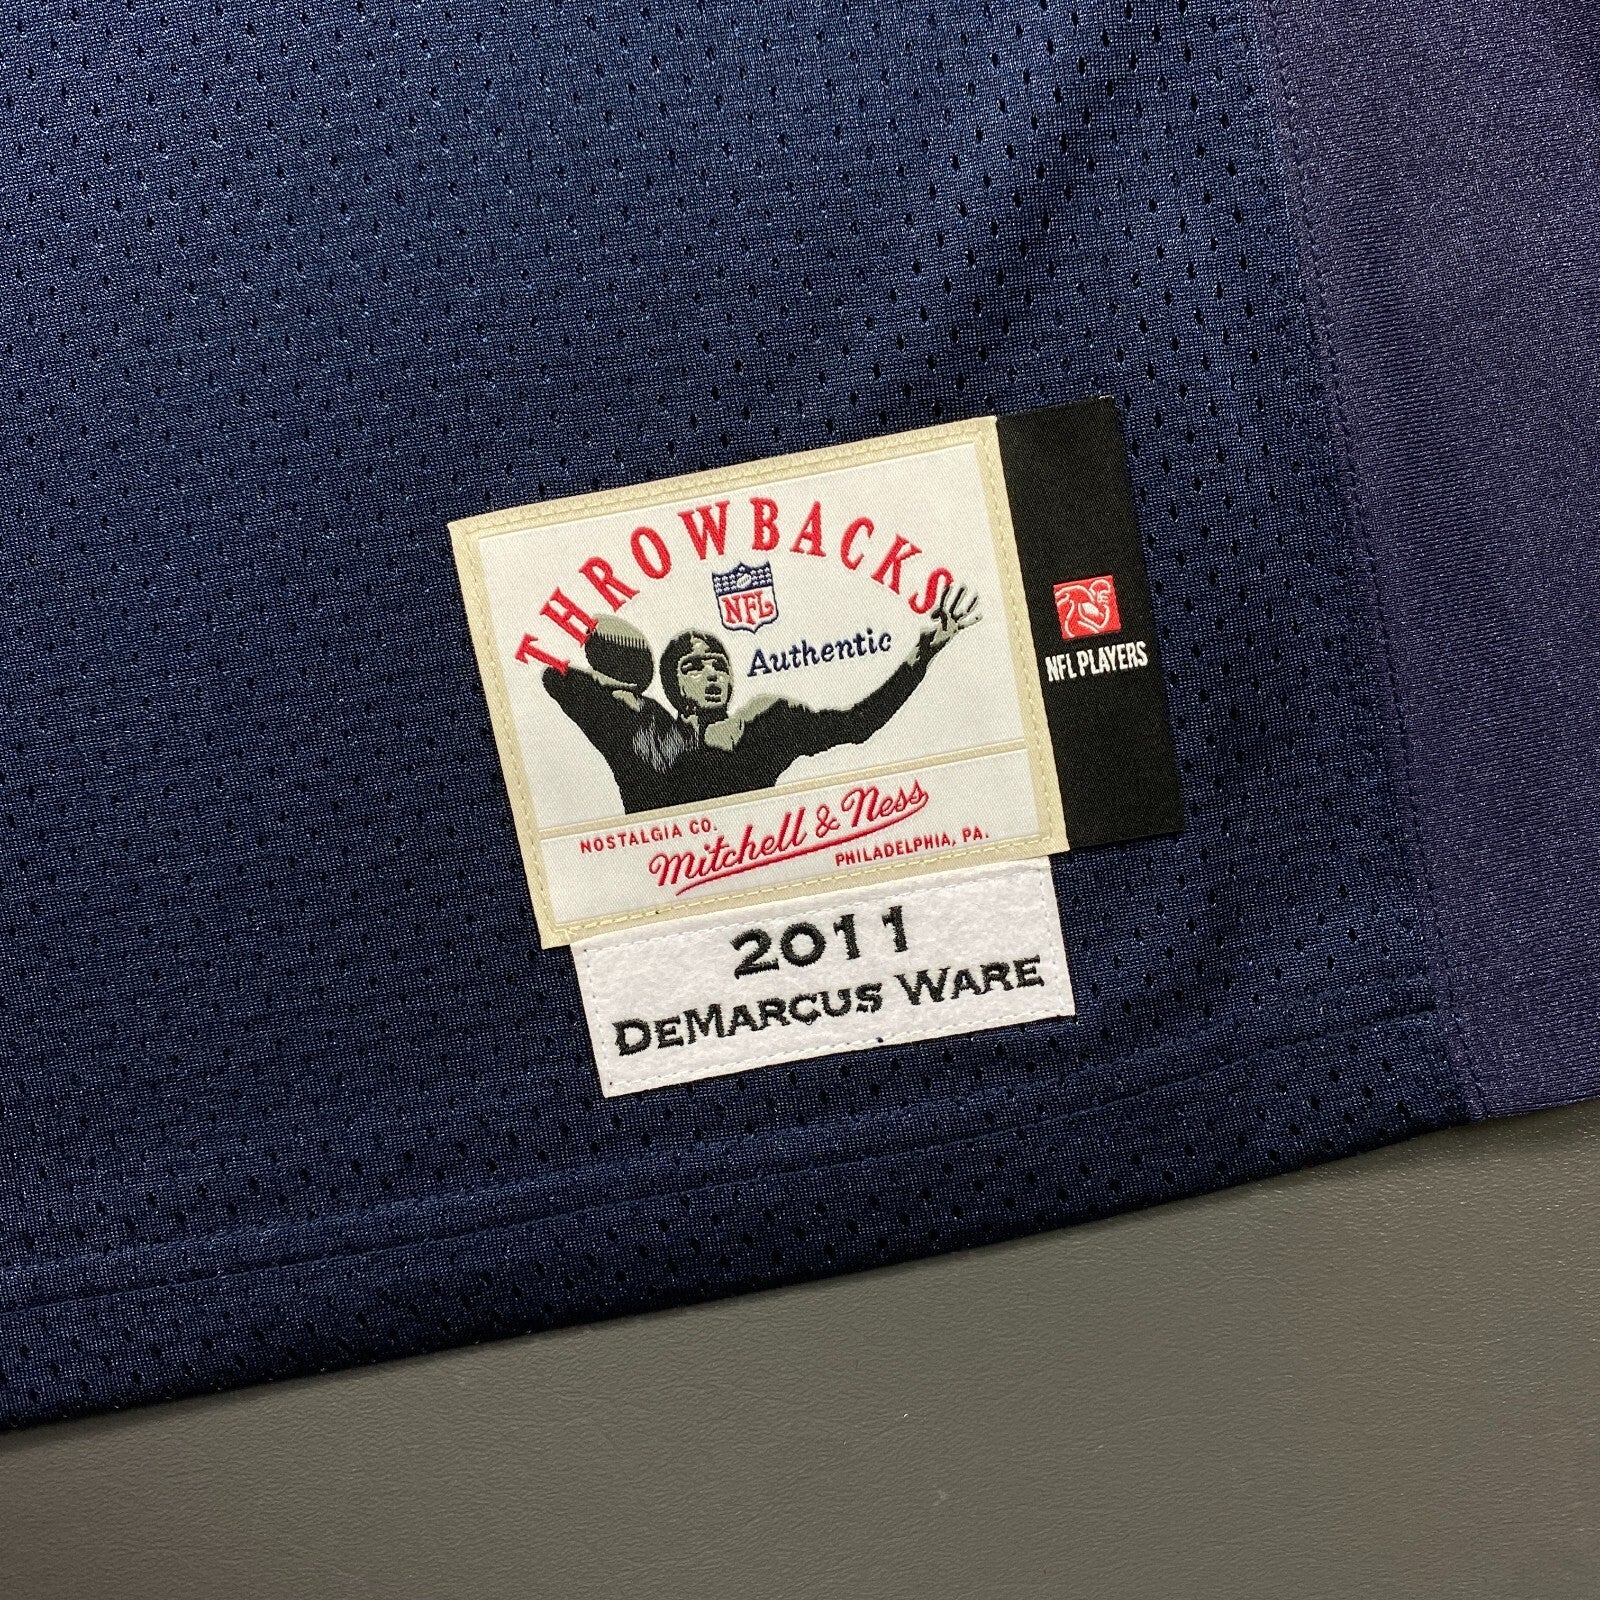 THROWBACKS
NFL
Authentic
NFL PLAYERS
NOSTALGIA CO.
Mitchell & Ness
PHILADELPHIA, PA.
2011
DEMARCUS WARE